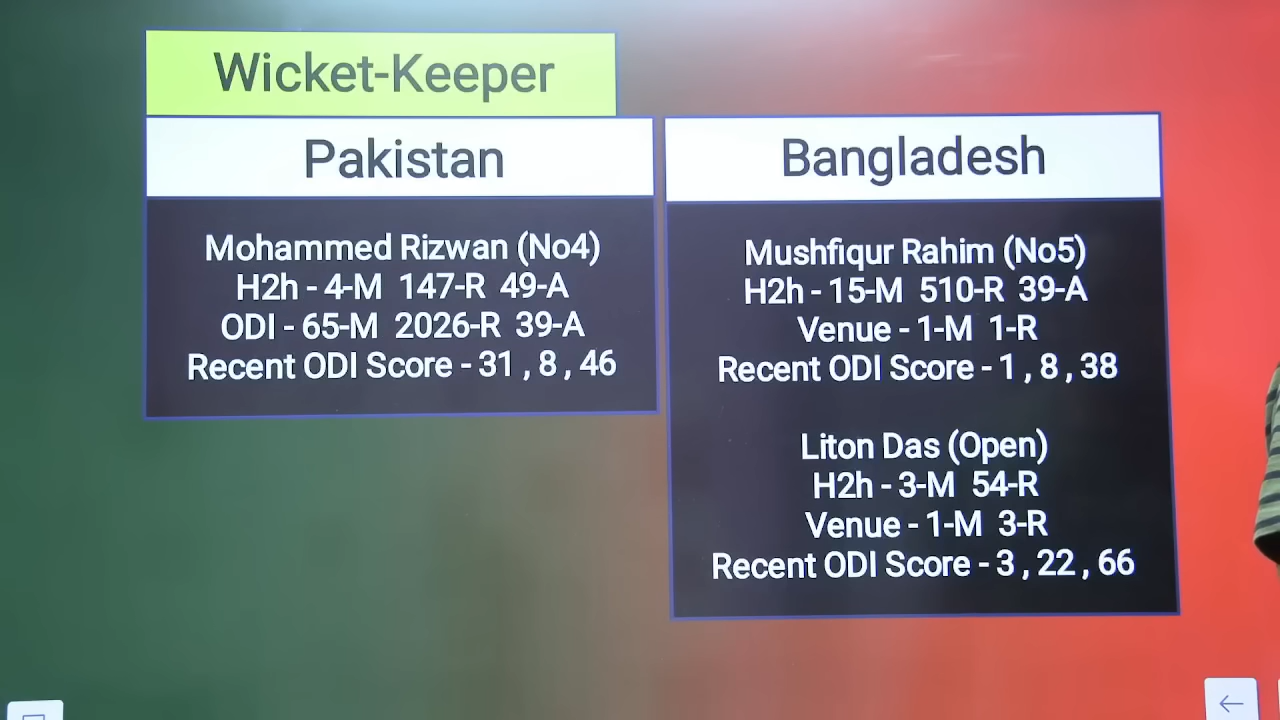 Wicket-Keeper
Pakistan
Mohammed Rizwan (No4)
H2h - 4-M 147-R 49-A
ODI - 65-M 2026-R 39-A
Recent ODI Score - 31 , 8 , 46
Bangladesh
Mushfiqur Rahim (No5)
H2h - 15-M 510-R 39-A
Venue - 1-M 1-R
Recent ODI Score - 1 , 8 , 38
Liton Das (Open)
H2h - 3-M 54-R
Venue - 1-M 3-R
Recent ODI Score - 3 , 22 , 66